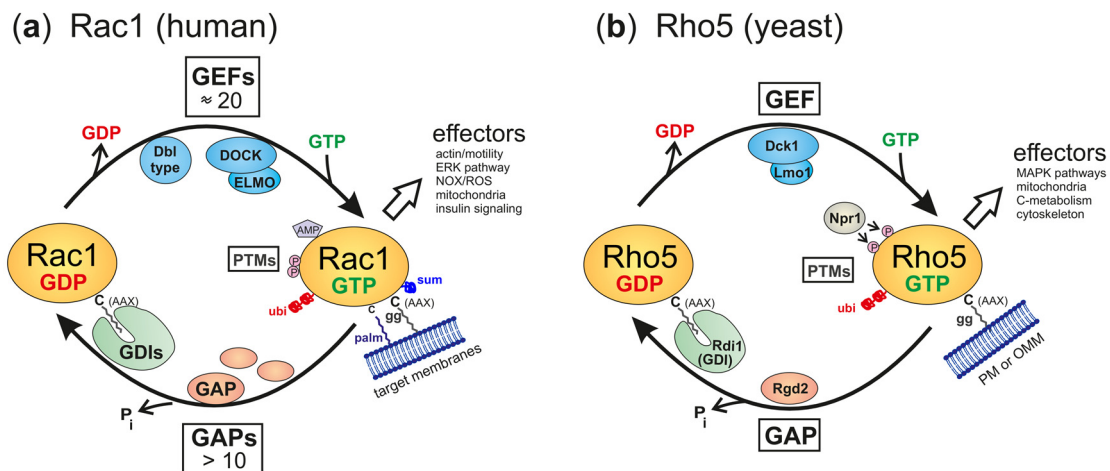 (a) Rac1 (human)
GEFs
≈ 20
GDP
GTP
Dbl
type
DOCK
ELMO
effectors
actin/motility
ERK pathway
NOX/ROS
mitochondria
insulin signaling
Rac1
GDP
C (AAX)
GDIs
AMP
PTMs
P
P
Rac1
GTP
sum
ubi
C
palm
C (AAX)
gg
target membranes
GAP
Pi
GAPs
> 10
(b) Rho5 (yeast)
GEF
GDP
GTP
Dck1
Lmo1
effectors
MAPK pathways
mitochondria
C-metabolism
cytoskeleton
Rho5
GDP
C (AAX)
Rdi1
(GDI)
Npr1
P
P
PTMs
Rho5
GTP
ubi
C (AAX)
gg
PM or OMM
Rgd2
Pi
GAP